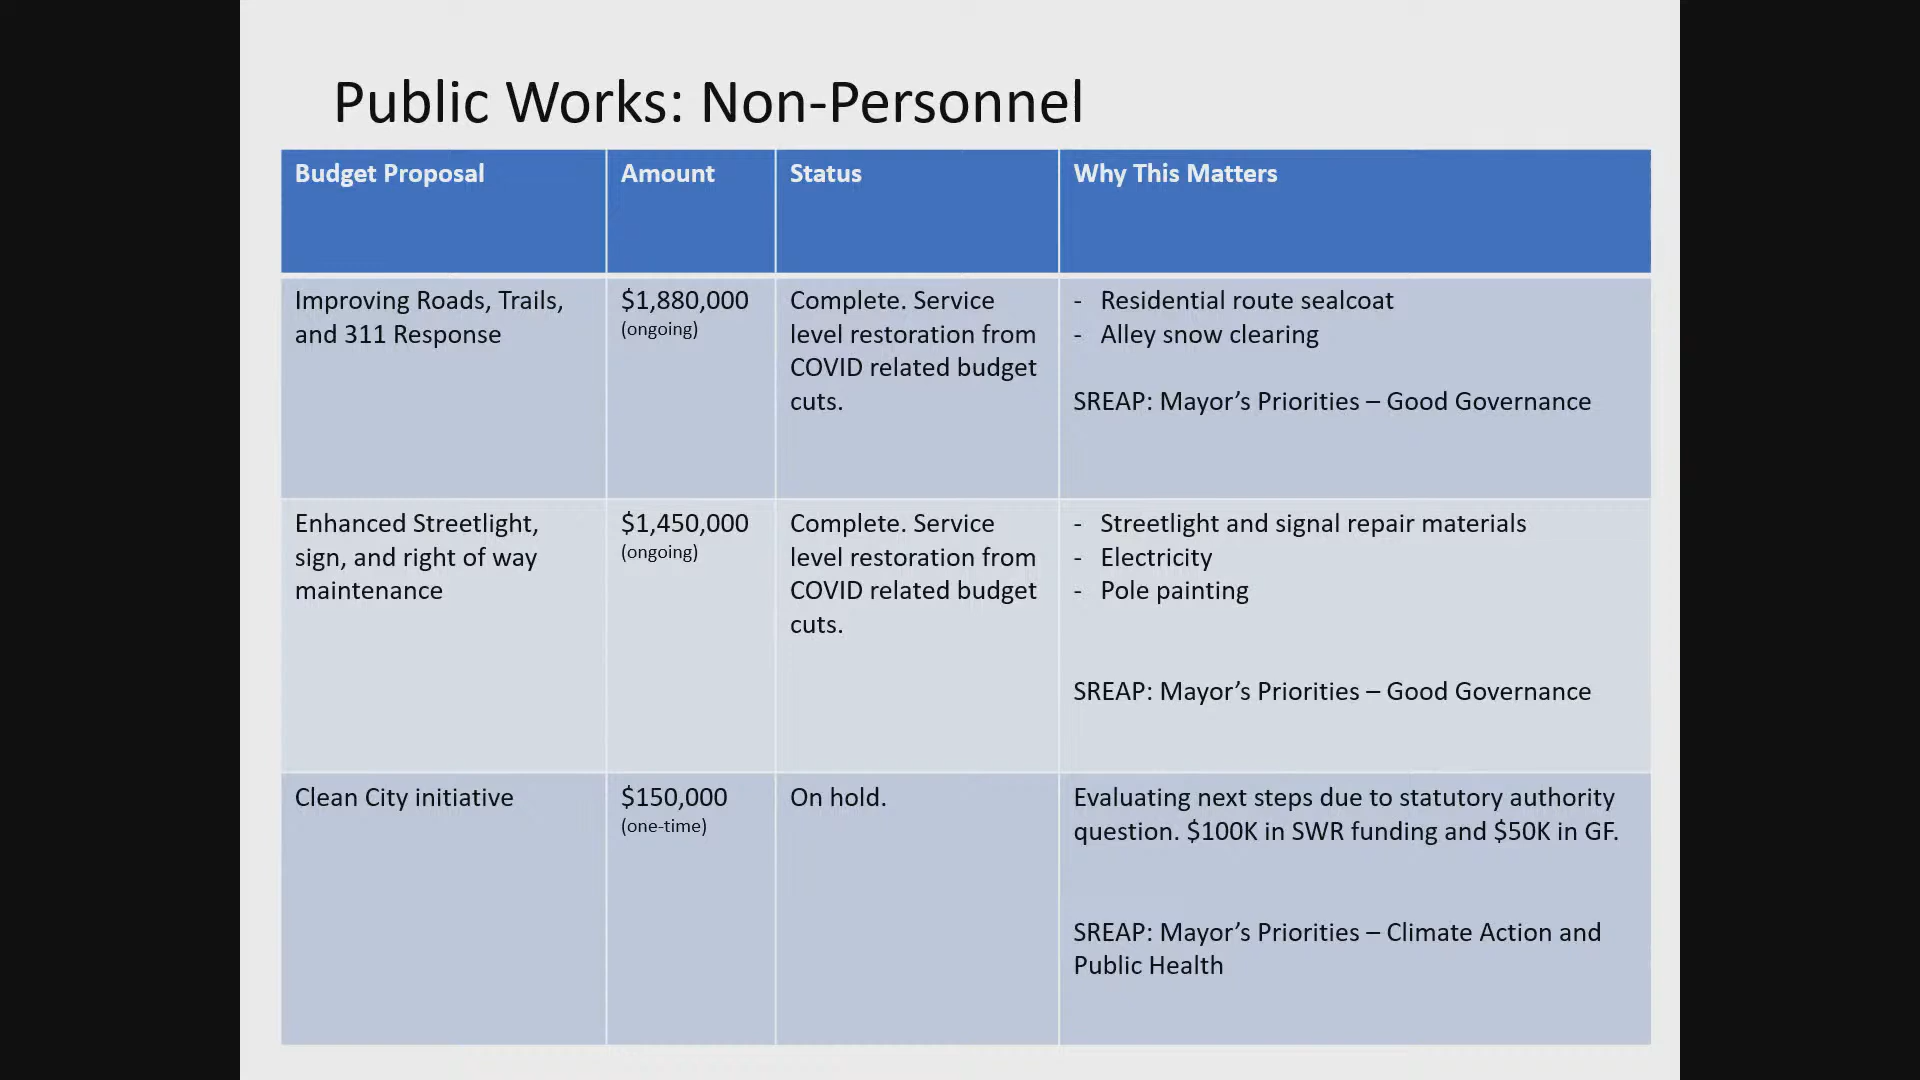 Public Works: Non-Personnel
Budget Proposal
Amount
Status
Why This Matters
Improving Roads, Trails,
and 311 Response
$1,880,000
(ongoing)
Complete. Service
level restoration from
COVID related budget
cuts.
- Residential route sealcoat
- Alley snow clearing
SREAP: Mayor’s Priorities – Good Governance
Enhanced Streetlight,
sign, and right of way
maintenance
$1,450,000
(ongoing)
Complete. Service
level restoration from
COVID related budget
cuts.
- Streetlight and signal repair materials
- Electricity
- Pole painting
SREAP: Mayor’s Priorities – Good Governance
Clean City initiative
$150,000
(one-time)
On hold.
Evaluating next steps due to statutory authority
question. $100K in SWR funding and $50K in GF.
SREAP: Mayor’s Priorities – Climate Action and
Public Health